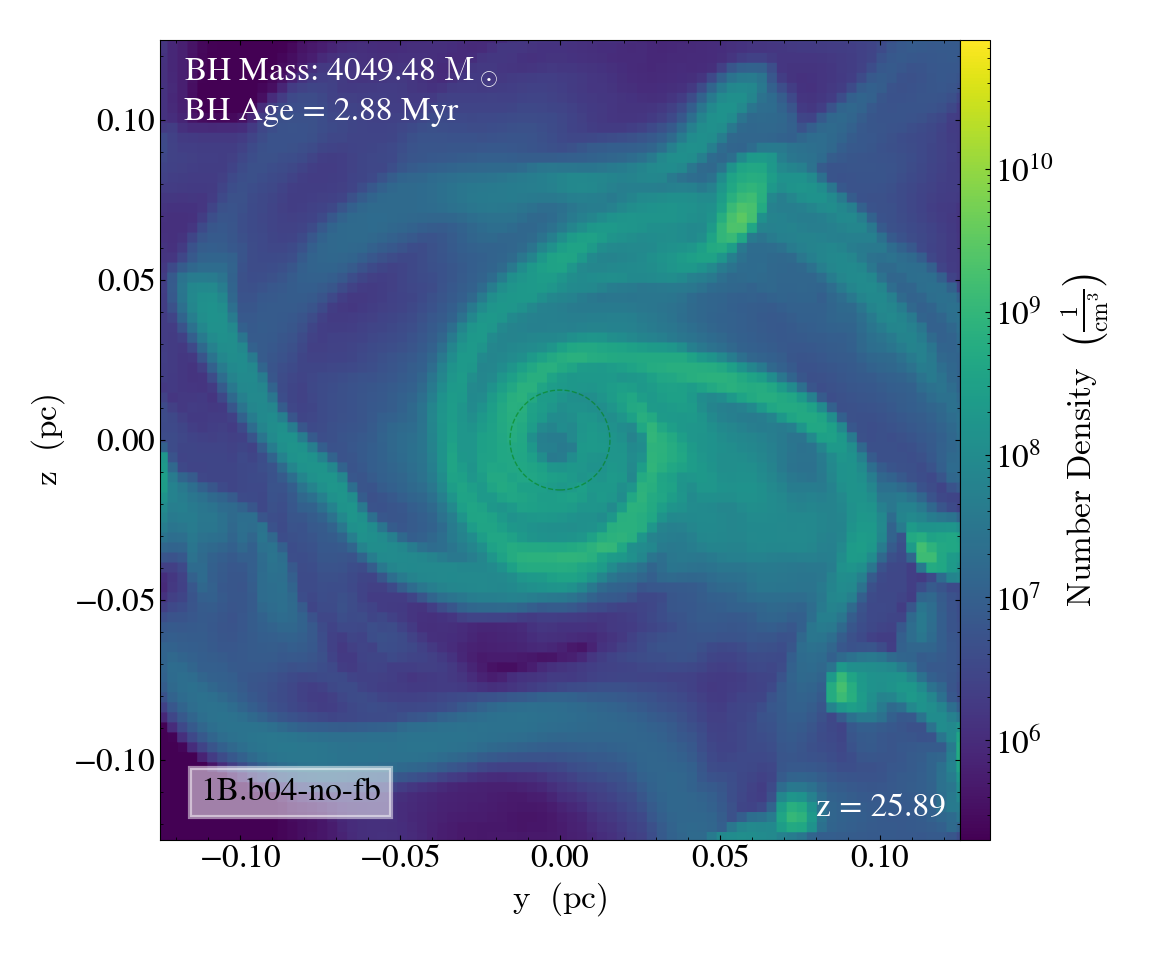 BH Mass: 4049.48 M⊙
BH Age = 2.88 Myr
0.10
0.05
0.00
−0.05
−0.10
z (pc)
1B.b04-no-fb
z = 25.89
−0.10 −0.05 0.00 0.05 0.10
y (pc)
10^10
10^9
10^8
10^7
10^6
Number Density (1/cm^3)